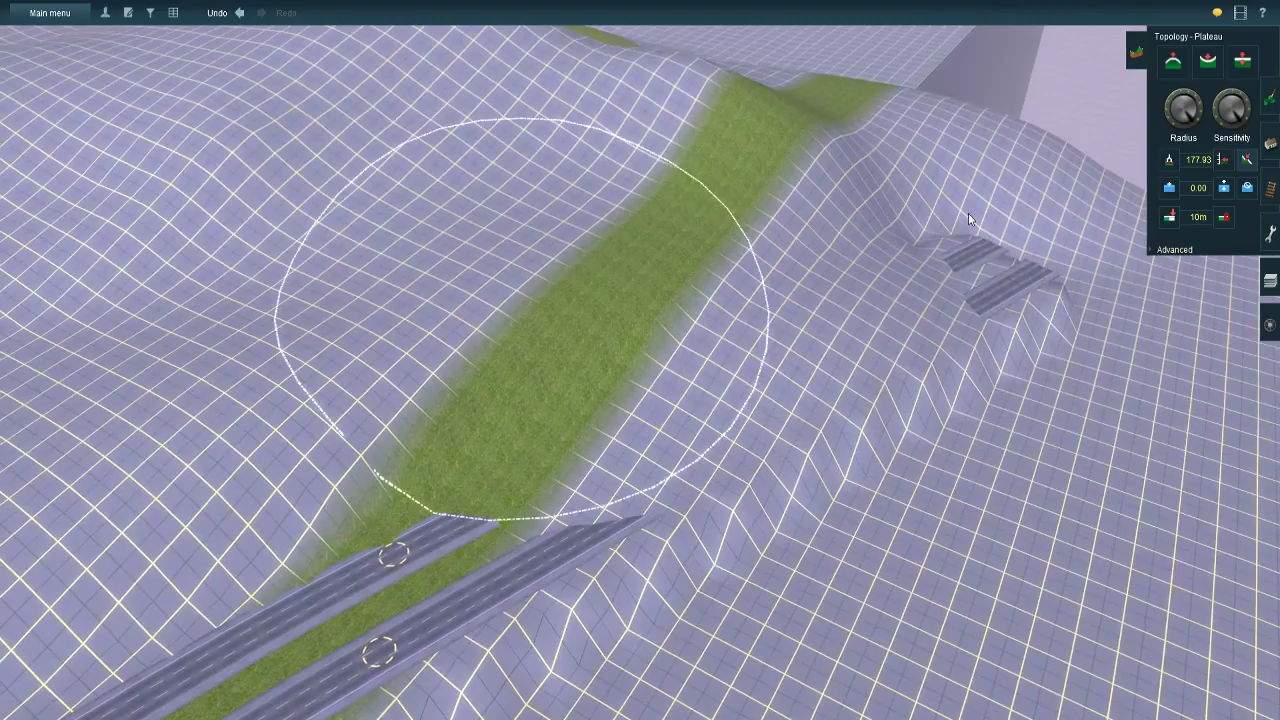 Main menu
Undo
Redo
?
Topology - Plateau
Radius
Sensitivity
177.93
0.00
10m
Advanced